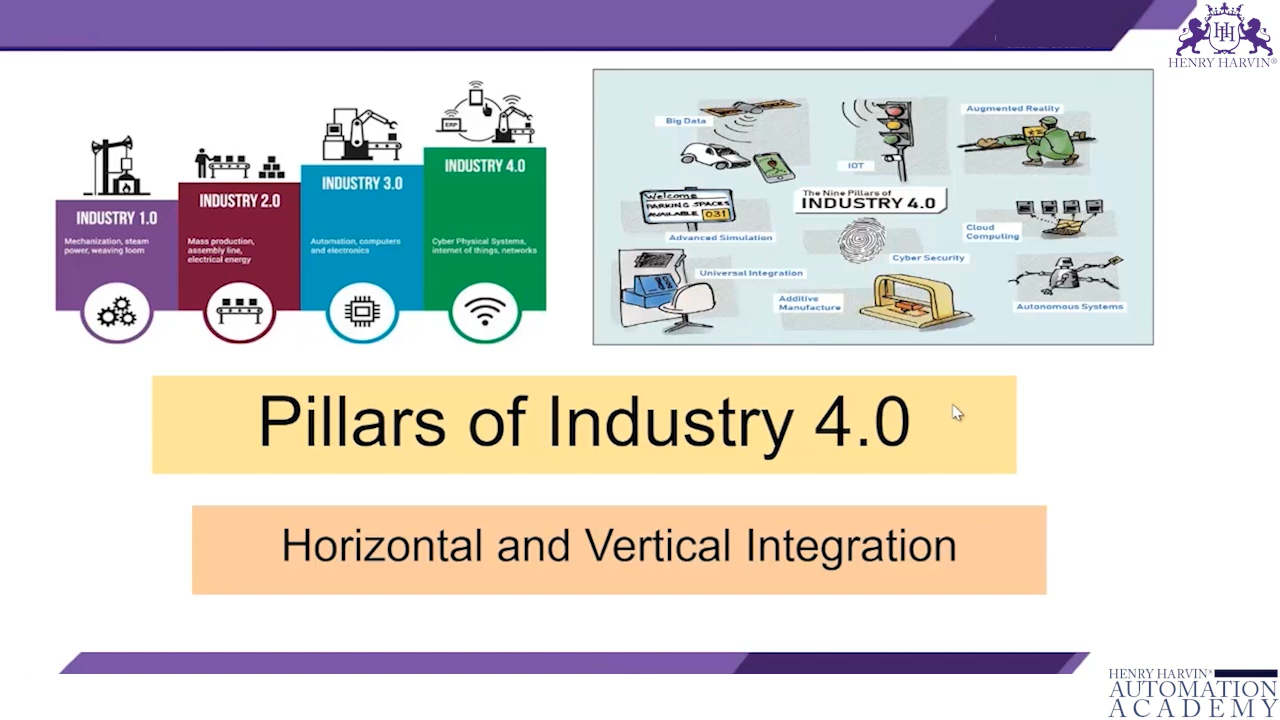 HENRY HARVIN®
INDUSTRY 1.0
Mechanization, steam
power, weaving loom
INDUSTRY 2.0
Mass production,
assembly line,
electrical energy
INDUSTRY 3.0
Automation, computers
and electronics
ERP
INDUSTRY 4.0
Cyber Physical Systems,
internet of things, networks
Big Data
IOT
Augmented Reality
Welcome
PARKING SPACES
AVAILABLE 031
The Nine Pillars of
INDUSTRY 4.0
Advanced Simulation
Cloud
Computing
Cyber Security
Universal Integration
Additive
Manufacture
Autonomous Systems
Pillars of Industry 4.0
Horizontal and Vertical Integration
HENRY HARVIN®
AUTOMATION
ACADEMY